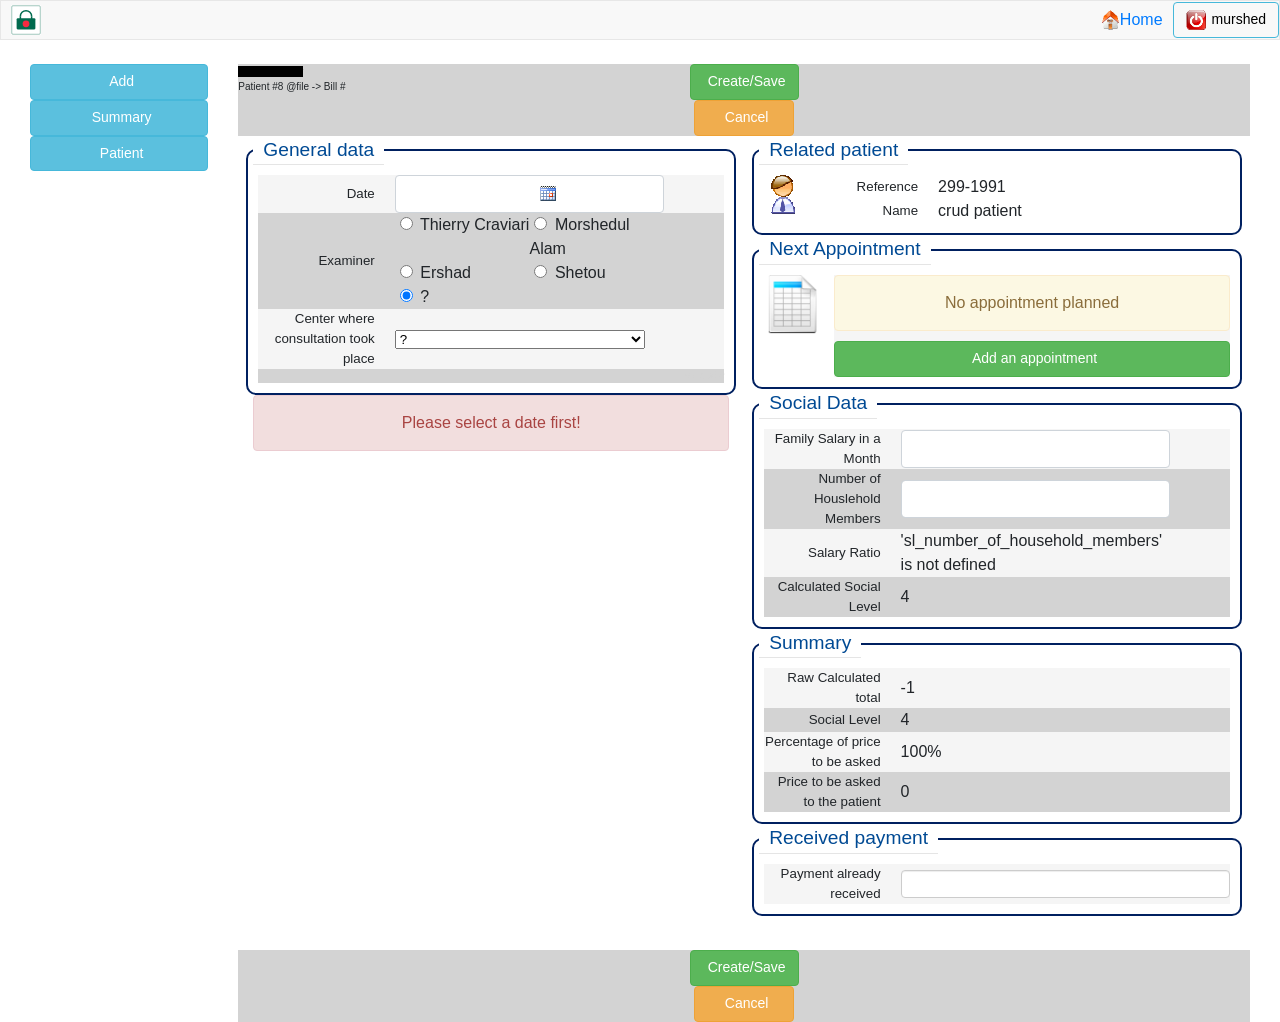 Home murshed
Add
Summary
Patient
Patient #8 @file -> Bill #
Create/Save
Cancel
General data
Date
Examiner
Thierry Craviari Morshedul Alam
Ershad Shetou
?
Center where
consultation took
place
?
Please select a date first!
Related patient
Reference 299-1991
Name crud patient
Next Appointment
No appointment planned
Add an appointment
Social Data
Family Salary in a
Month
Number of
Houslehold
Members
Salary Ratio
'sl_number_of_household_members'
is not defined
Calculated Social
Level
4
Summary
Raw Calculated
total
-1
Social Level 4
Percentage of price
to be asked
100%
Price to be asked
to the patient
0
Received payment
Payment already
received
Create/Save
Cancel